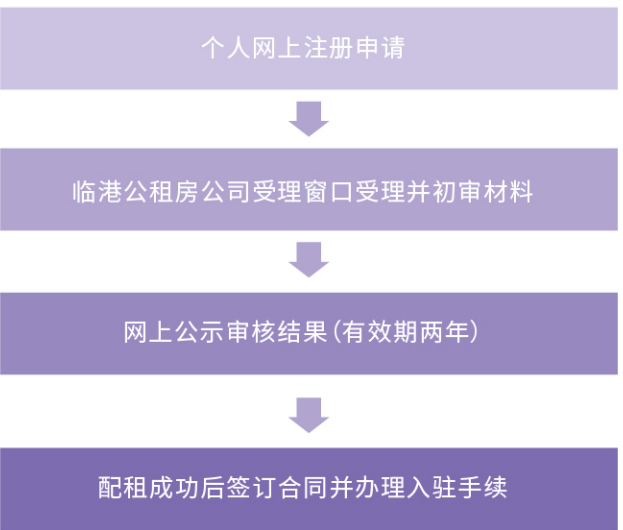 个人网上注册申请
临港公租房公司受理窗口受理并初审材料
网上公示审核结果(有效期两年)
配租成功后签订合同并办理入驻手续